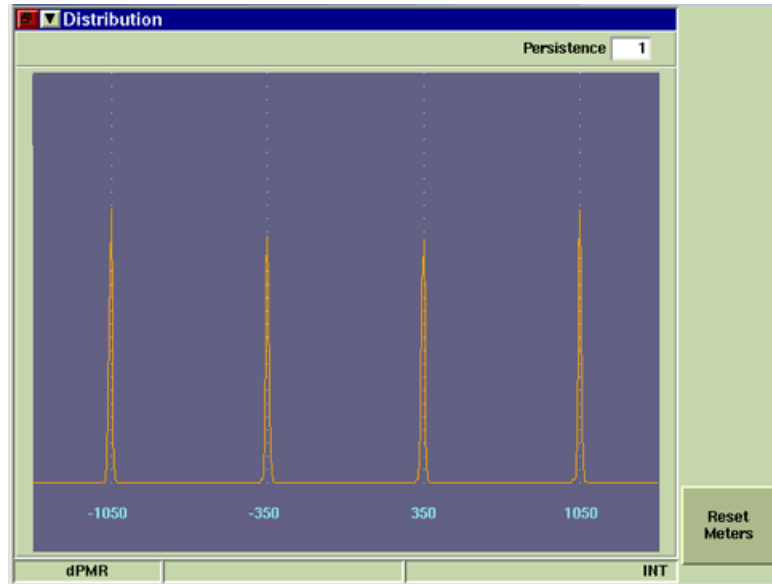 Distribution
Persistence 1
-1050 -350 350 1050
Reset
Meters
dPMR INT